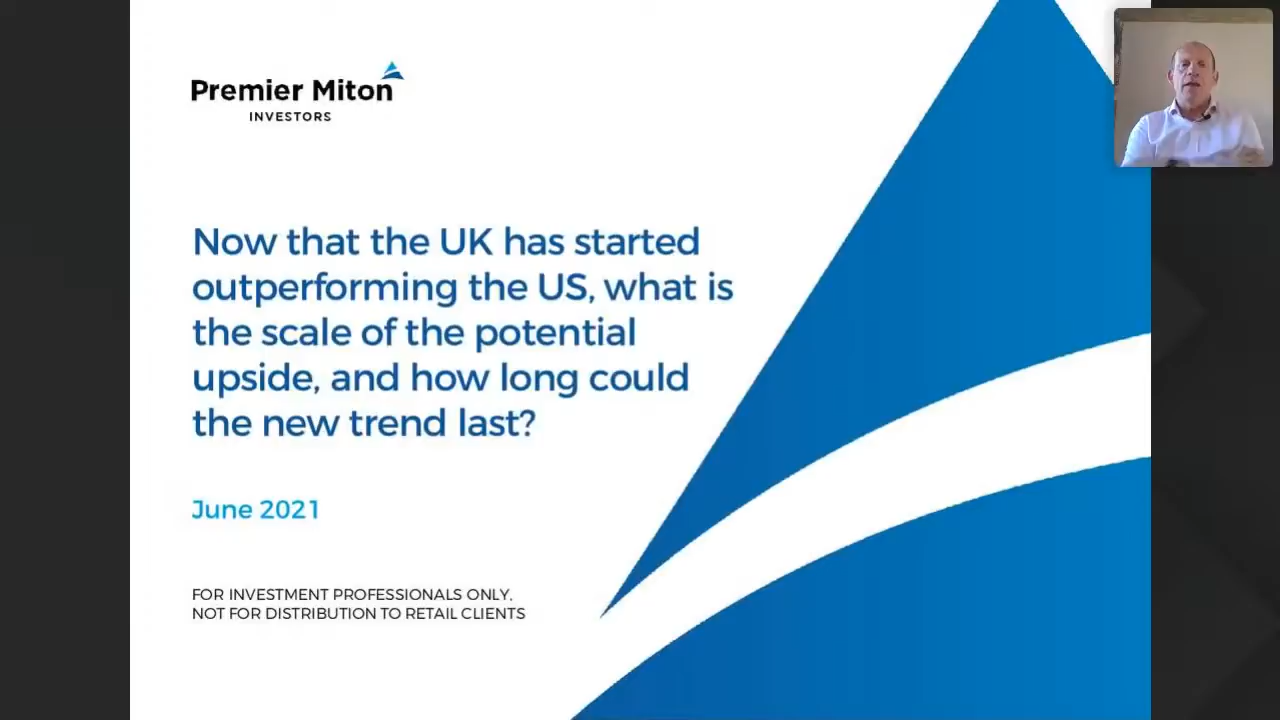 Premier Miton
INVESTORS
Now that the UK has started
outperforming the US, what is
the scale of the potential
upside, and how long could
the new trend last?
June 2021
FOR INVESTMENT PROFESSIONALS ONLY,
NOT FOR DISTRIBUTION TO RETAIL CLIENTS